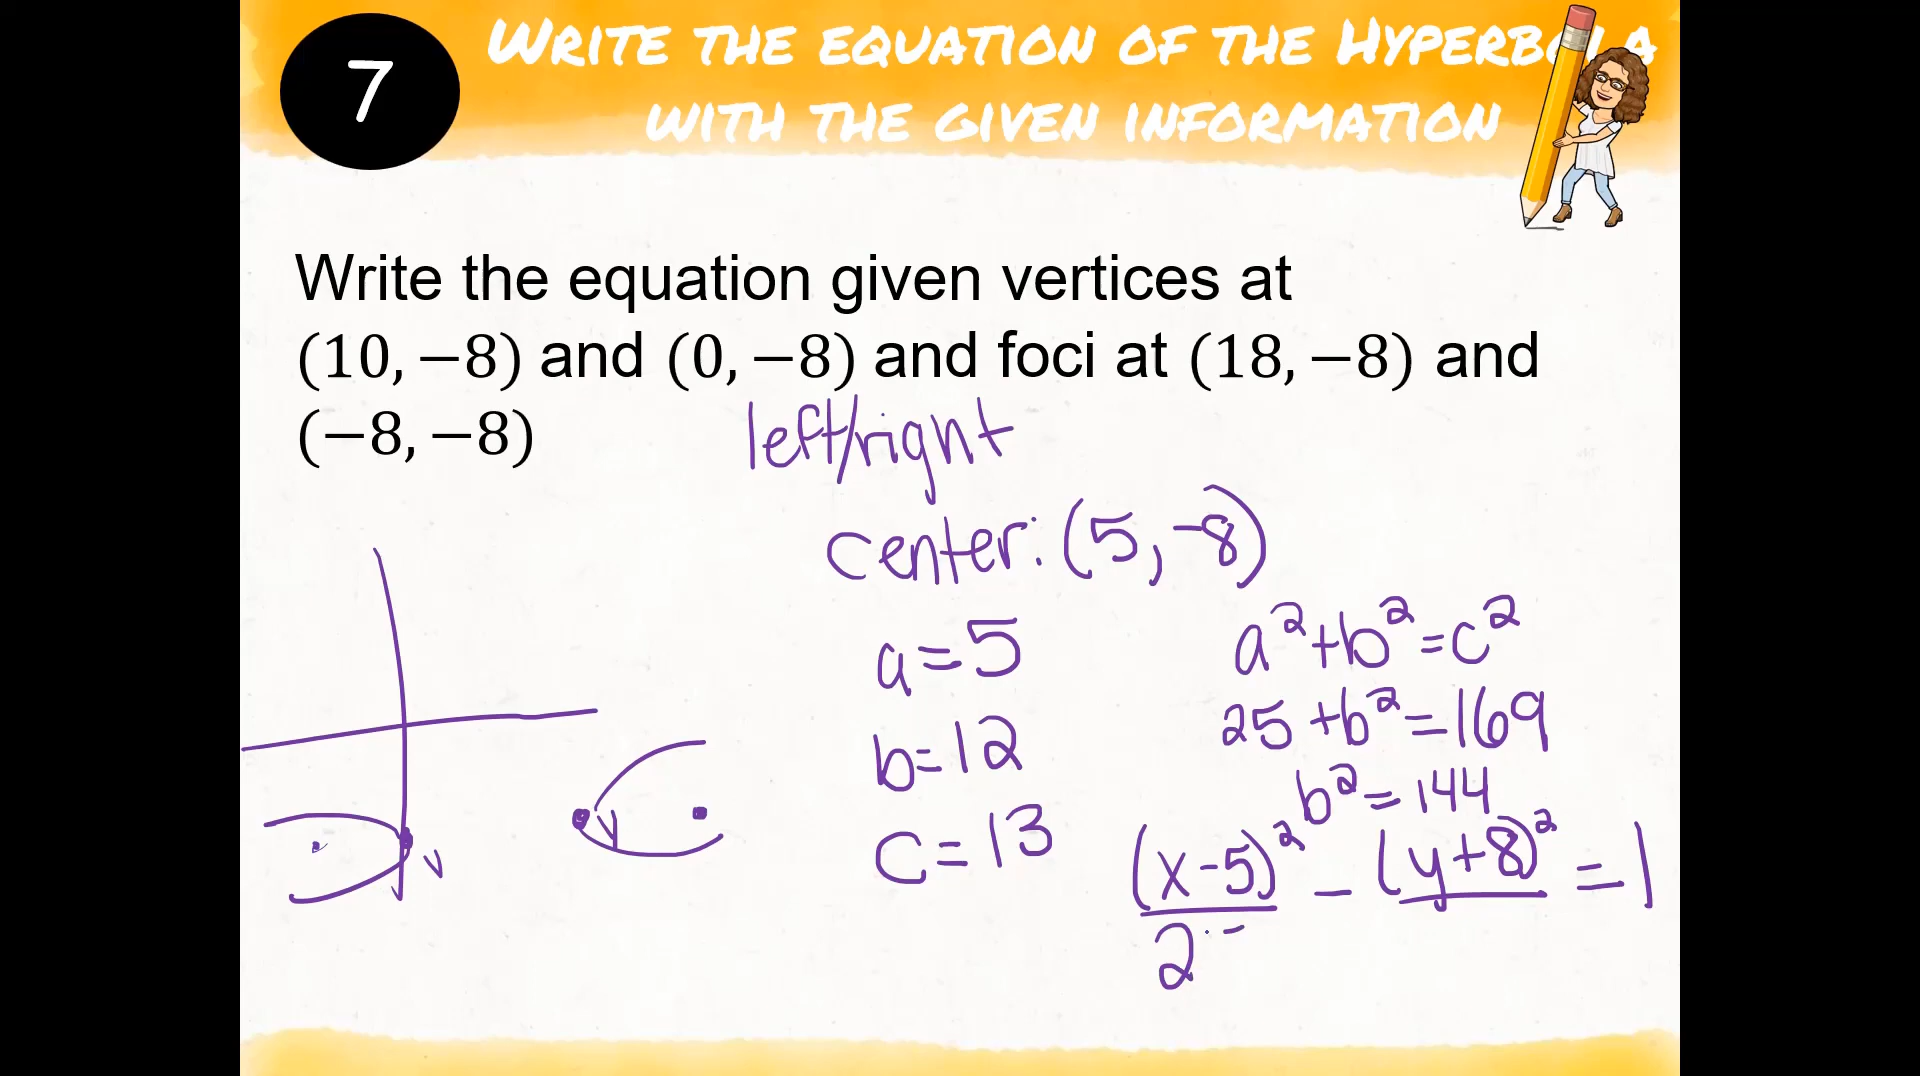 7
WRITE THE EQUATION OF THE HYPERBOLA
WITH THE GIVEN INFORMATION
Write the equation given vertices at
(10, −8) and (0, −8) and foci at (18, −8) and
(−8, −8)
left/right
center: (5, -8)
a=5
a²+b²=c²
25+b²=169
b=12
b²=144
c=13
(x-5)² - (y+8)² = 1
2
V
V